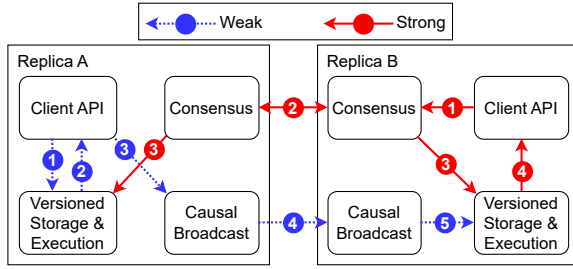 Weak Strong
Replica A
Replica B
Client API
Consensus
2
Consensus
1
Client API
1
2
3
3
3
4
Versioned
Storage &
Execution
Causal
Broadcast
4
Causal
Broadcast
5
Versioned
Storage &
Execution